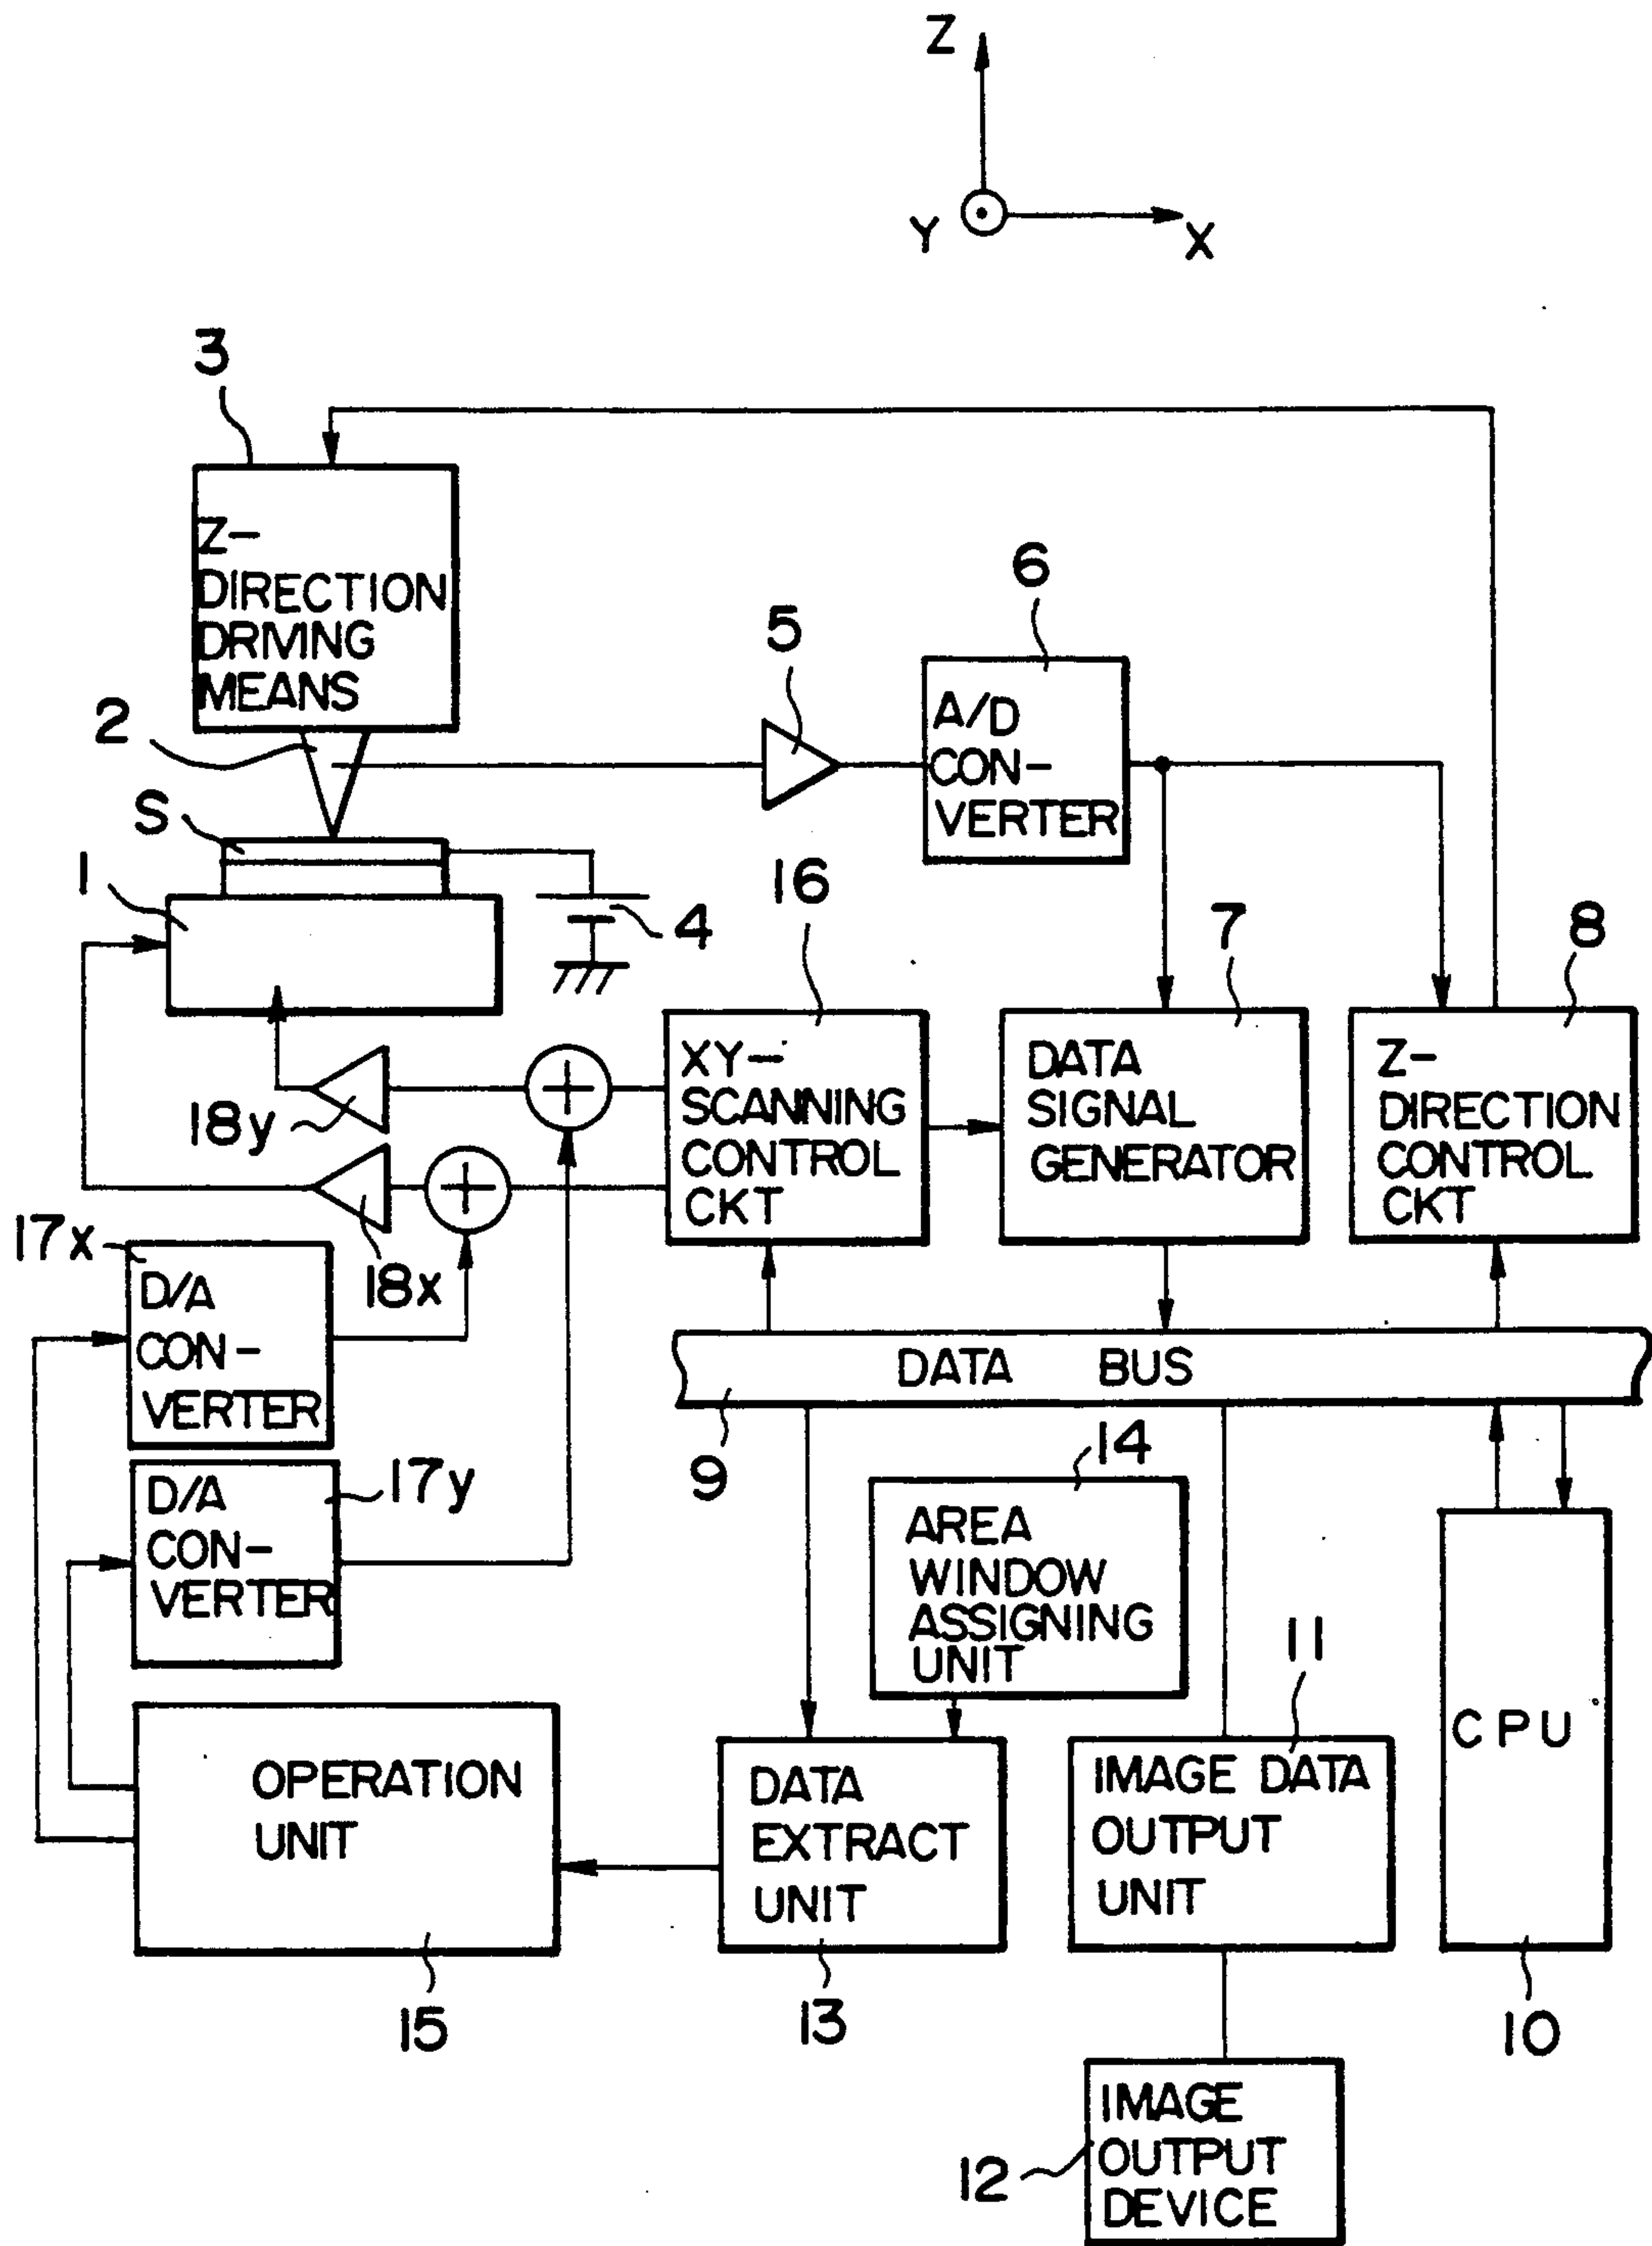 Z
Y
X
3
Z-
DIRECTION
DRIVING
MEANS
2
S
1
4
5
6
A/D
CON-
VERTER
16
XY-
SCANNING
CONTROL
CKT
7
DATA
SIGNAL
GENERATOR
8
Z-
DIRECTION
CONTROL
CKT
18y
18x
17x
D/A
CON-
VERTER
17y
D/A
CON-
VERTER
DATA BUS
9
14
AREA
WINDOW
ASSIGNING
UNIT
11
IMAGE DATA
OUTPUT
UNIT
CPU
10
OPERATION
UNIT
15
DATA
EXTRACT
UNIT
13
12
IMAGE
OUTPUT
DEVICE